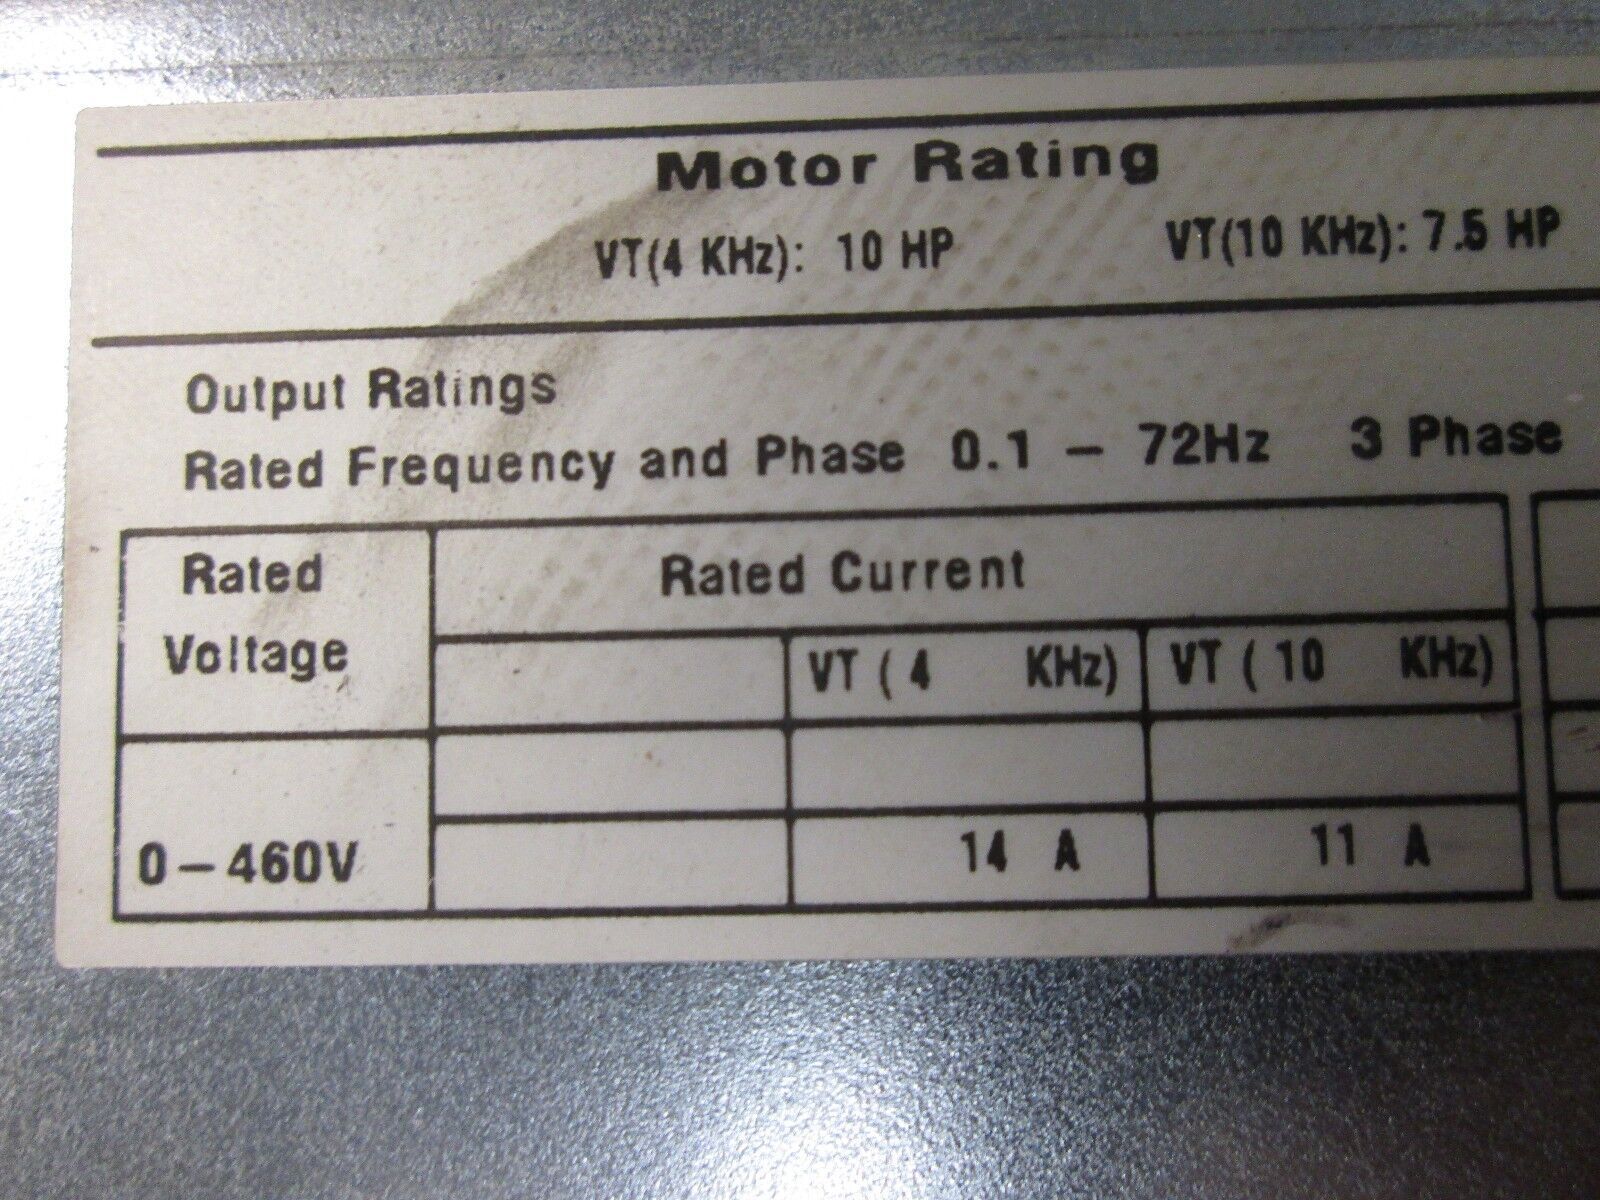 Motor Rating
VT(4 KHz): 10 HP VT(10 KHz): 7.5 HP
Output Ratings
Rated Frequency and Phase 0.1 – 72Hz 3 Phase
Rated Voltage
Rated Current
VT ( 4 KHz) VT ( 10 KHz)
0–460V 14 A 11 A